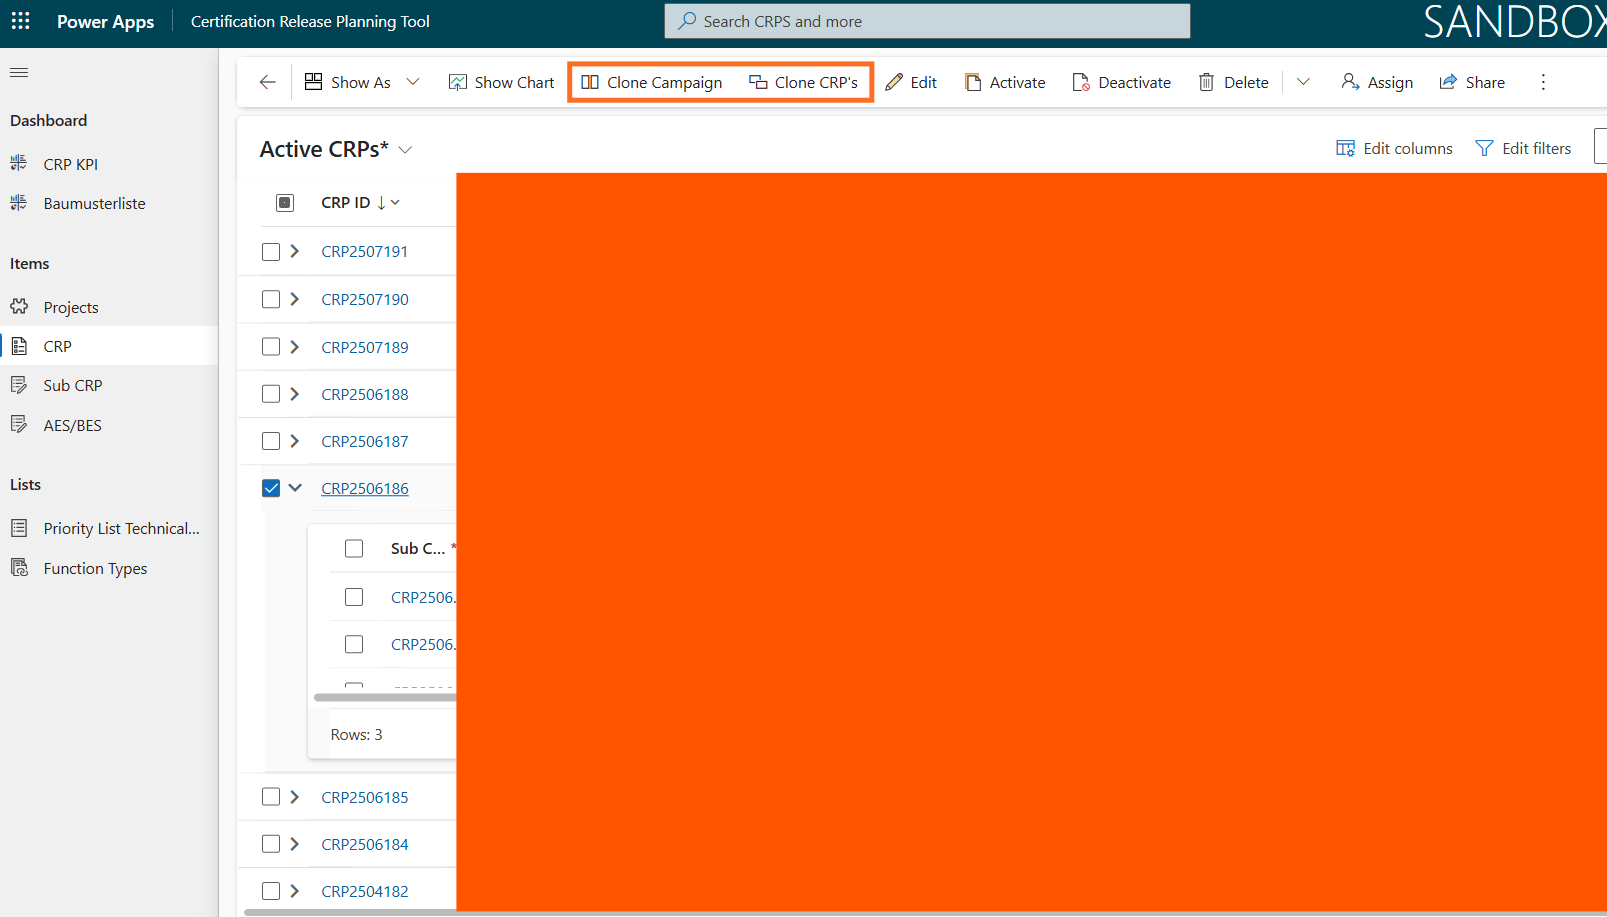 Power Apps Certification Release Planning Tool Search CRPS and more SANDBOX
Show As Show Chart Clone Campaign Clone CRP's Edit Activate Deactivate Delete Assign Share
Dashboard
CRP KPI
Baumusterliste
Items
Projects
CRP
Sub CRP
AES/BES
Lists
Priority List Technical...
Function Types
Active CRPs*
Edit columns Edit filters
CRP ID
CRP2507191
CRP2507190
CRP2507189
CRP2506188
CRP2506187
CRP2506186
Sub C... *
CRP2506.
CRP2506.
Rows: 3
CRP2506185
CRP2506184
CRP2504182